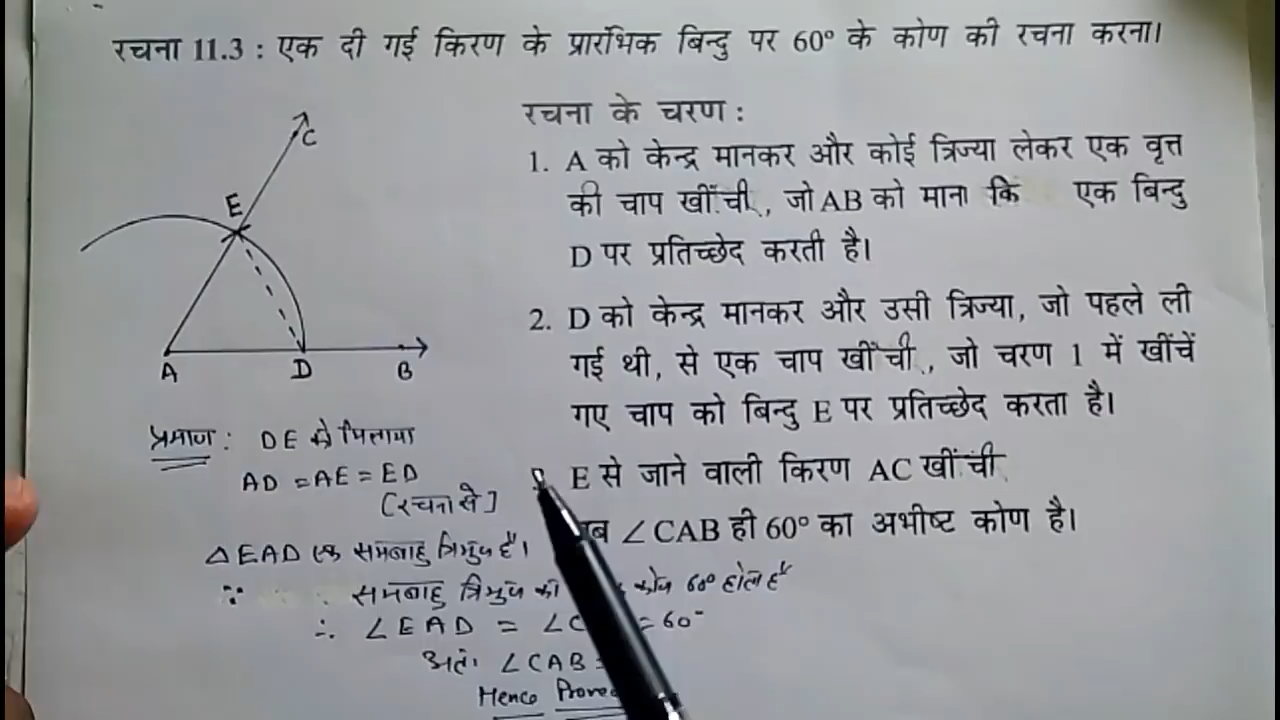 रचना 11.3 : एक दी गई किरण के प्रारंभिक बिन्दु पर 60° के कोण की रचना करना।
रचना के चरण :
1. A को केन्द्र मानकर और कोई त्रिज्या लेकर एक वृत्त
की चाप खींची, जो AB को माना कि एक बिन्दु
D पर प्रतिच्छेद करती है।
2. D को केन्द्र मानकर और उसी त्रिज्या, जो पहले ली
गई थी, से एक चाप खींची, जो चरण 1 में खींचें
गए चाप को बिन्दु E पर प्रतिच्छेद करता है।
E से जाने वाली किरण AC खींची
∠CAB ही 60° का अभीष्ट कोण है।
C
E
A
D
B
प्रमाण : DE को मिलाया
AD = AE = ED
[रचना से]
△EAD एक समबाहु त्रिभुज है।
∵ समबाहु त्रिभुज कोण 60° होते हैं
∴ ∠EAD = = 60°
अतः ∠CAB =
Hence